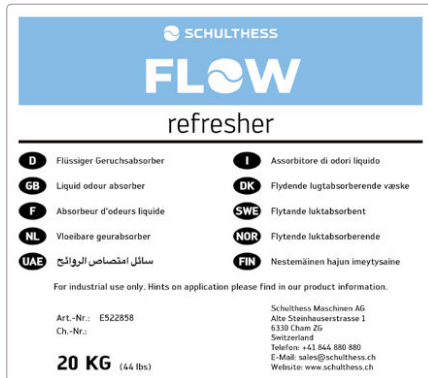 SCHULTHESS
FLOW
refresher
D Flüssiger Geruchsabsorber
GB Liquid odour absorber
F Absorbeur d'odeurs liquide
NL Vloeibare geurabsorber
UAE سائل امتصاص الروائح
I Assorbitore di odori liquido
DK Flydende lugtabsorberende væske
SWE Flytande luktabsorbent
NOR Flytende luktabsorberende
FIN Nestemäinen hajun imeytysaine
For industrial use only. Hints on application please find in our product information.
Art.-Nr.: E522858
Ch.-Nr.:
20 KG (44 lbs)
Schulthess Maschinen AG
Alte Steinhauserstrasse 1
6330 Cham ZG
Switzerland
Telefon: +41 844 880 880
E-Mail: sales@schulthess.ch
Website: www.schulthess.ch